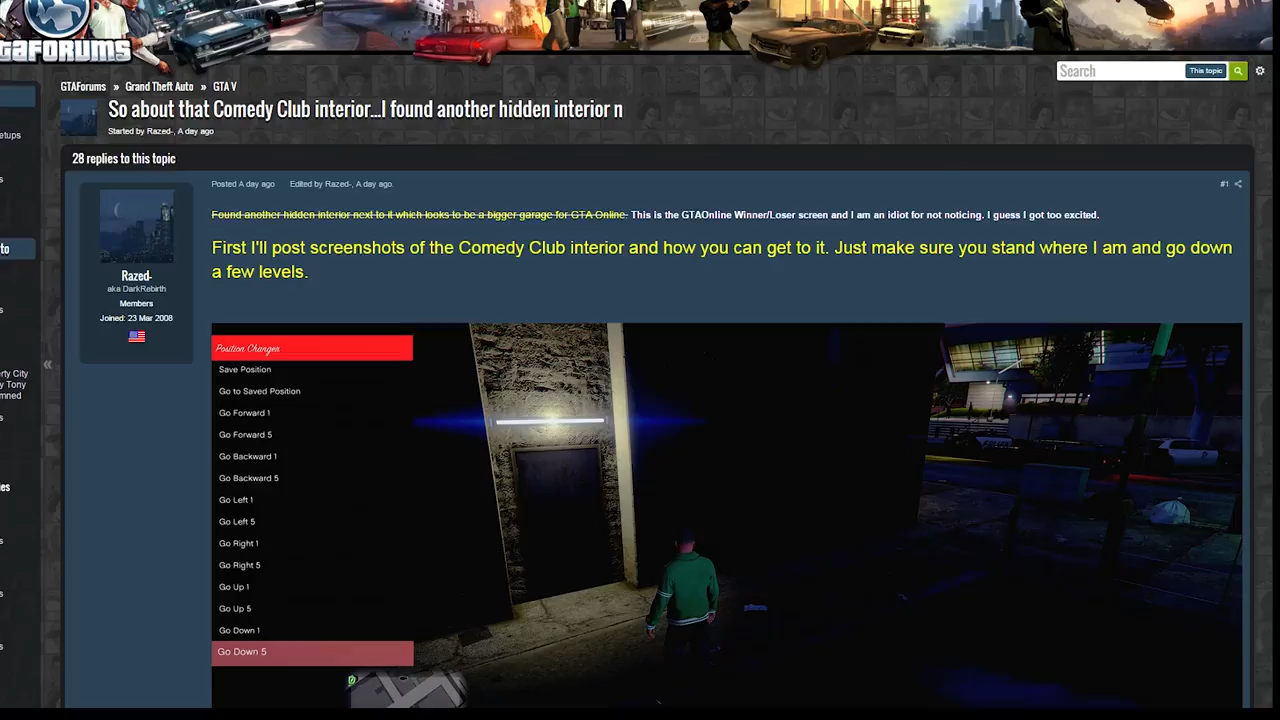 TAFORUMS
Search
This topic
GTAForums » Grand Theft Auto » GTA V
So about that Comedy Club interior...I found another hidden interior n
Started by Razed-, A day ago
28 replies to this topic
etups
s
to
s
erty City
y Tony
mned
s
es
s
s
s
«
Razed-
aka DarkRebirth
Members
Joined: 23 Mar 2008
Posted A day ago
Edited by Razed-, A day ago.
#1
Found another hidden interior next to it which looks to be a bigger garage for GTA Online. This is the GTAOnline Winner/Loser screen and I am an idiot for not noticing. I guess I got too excited.
First I'll post screenshots of the Comedy Club interior and how you can get to it. Just make sure you stand where I am and go down
a few levels.
Position Changer
Save Position
Go to Saved Position
Go Forward 1
Go Forward 5
Go Backward 1
Go Backward 5
Go Left 1
Go Left 5
Go Right 1
Go Right 5
Go Up 1
Go Up 5
Go Down 1
Go Down 5